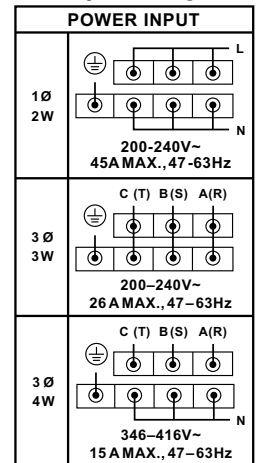 POWER INPUT
L
1Ø
2W
N
200-240V~
45A MAX., 47-63Hz
C (T) B (S) A(R)
3 Ø
3W
200–240V~
26 A MAX., 47–63Hz
C (T) B (S) A(R)
3 Ø
4W
N
346–416V~
15 A MAX., 47–63Hz